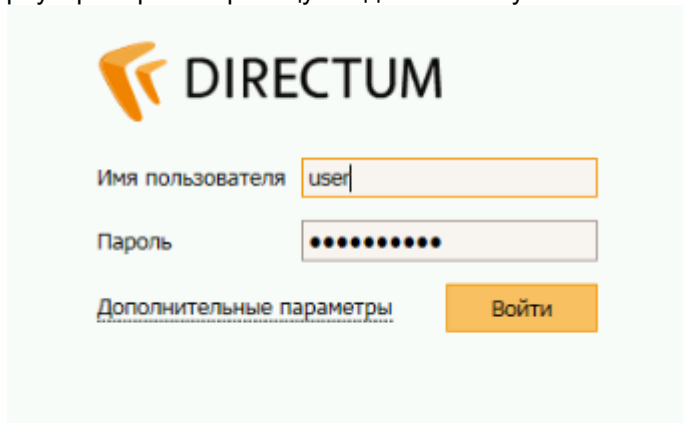 DIRECTUM
Имя пользователя user
Пароль ••••••••••
Дополнительные параметры Войти